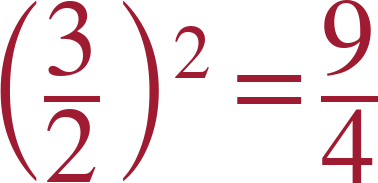 (3/2)² = 9/4